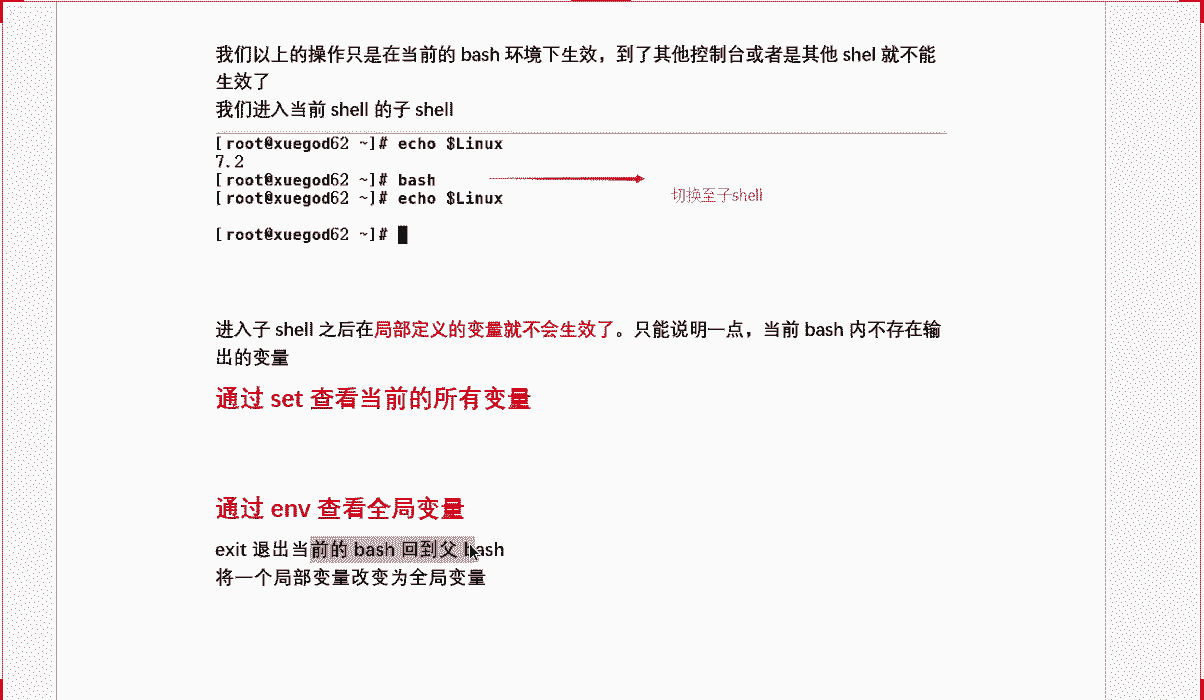 我们以上的操作只是在当前的 bash 环境下生效，到了其他控制台或者是其他 shel 就不能
生效了
我们进入当前 shell 的子 shell
[root@xuegod62 ~]# echo $Linux
7.2
[root@xuegod62 ~]# bash
[root@xuegod62 ~]# echo $Linux
切换至子shell
[root@xuegod62 ~]#
进入子 shell 之后在局部定义的变量就不会生效了。只能说明一点，当前 bash 内不存在输
出的变量
通过 set 查看当前的所有变量
通过 env 查看全局变量
exit 退出当前的 bash 回到父 bash
将一个局部变量改变为全局变量